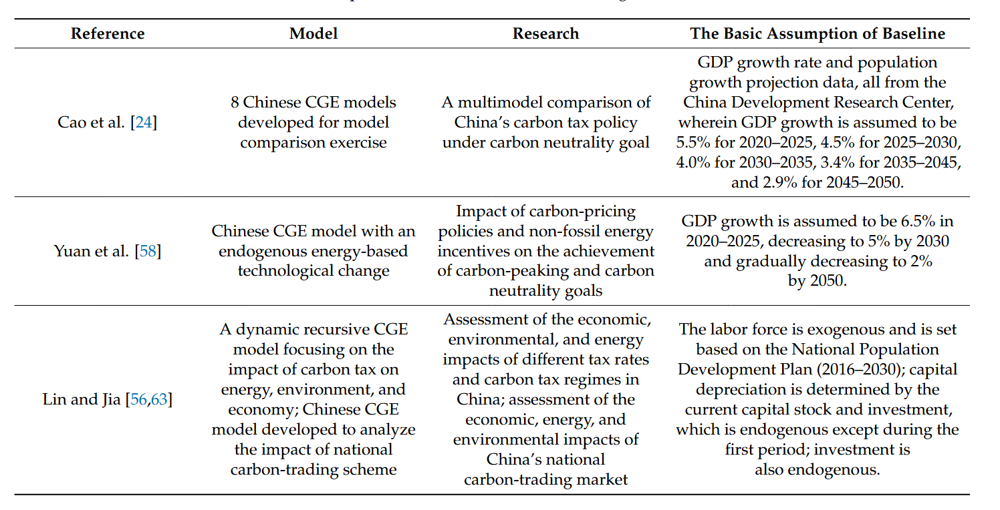 Reference Model Research The Basic Assumption of Baseline
Cao et al. [24]
8 Chinese CGE models
developed for model
comparison exercise
A multimodel comparison of
China's carbon tax policy
under carbon neutrality goal
GDP growth rate and population
growth projection data, all from the
China Development Research Center,
wherein GDP growth is assumed to be
5.5% for 2020–2025, 4.5% for 2025–2030,
4.0% for 2030–2035, 3.4% for 2035–2045,
and 2.9% for 2045–2050.
Yuan et al. [58]
Chinese CGE model with an
endogenous energy-based
technological change
Impact of carbon-pricing
policies and non-fossil energy
incentives on the achievement
of carbon-peaking and carbon
neutrality goals
GDP growth is assumed to be 6.5% in
2020–2025, decreasing to 5% by 2030
and gradually decreasing to 2%
by 2050.
Lin and Jia [56,63]
A dynamic recursive CGE
model focusing on the
impact of carbon tax on
energy, environment, and
economy; Chinese CGE
model developed to analyze
the impact of national
carbon-trading scheme
Assessment of the economic,
environmental, and energy
impacts of different tax rates
and carbon tax regimes in
China; assessment of the
economic, energy, and
environmental impacts of
China's national
carbon-trading market
The labor force is exogenous and is set
based on the National Population
Development Plan (2016–2030); capital
depreciation is determined by the
current capital stock and investment,
which is endogenous except during the
first period; investment is
also endogenous.